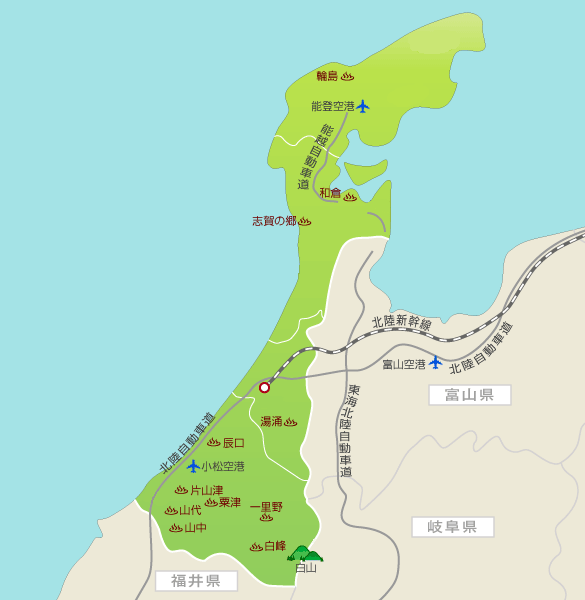 輪島
能登空港
能越自動車道
和倉
志賀の郷
北陸新幹線
富山空港
北陸自動車道
富山県
東海北陸自動車道
湯涌
北陸自動車道
辰口
小松空港
片山津
粟津
一里野
山代
山中
岐阜県
白峰
白山
福井県